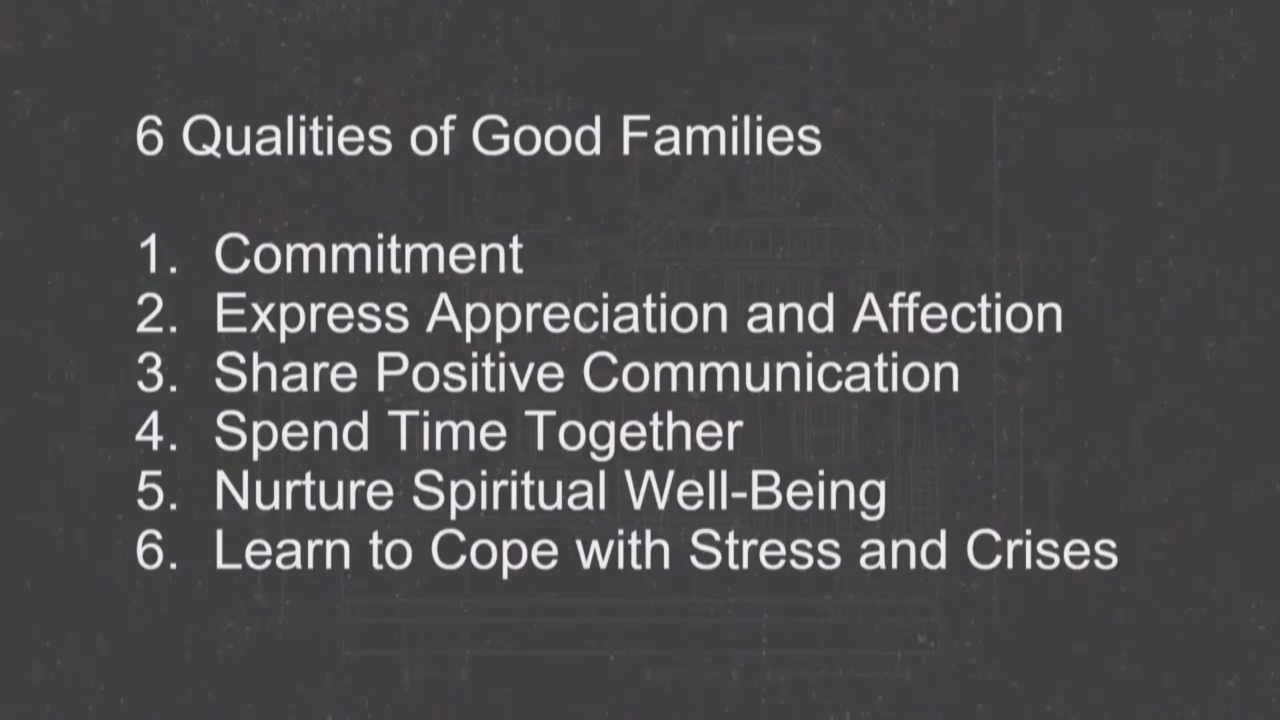 6 Qualities of Good Families
1. Commitment
2. Express Appreciation and Affection
3. Share Positive Communication
4. Spend Time Together
5. Nurture Spiritual Well-Being
6. Learn to Cope with Stress and Crises